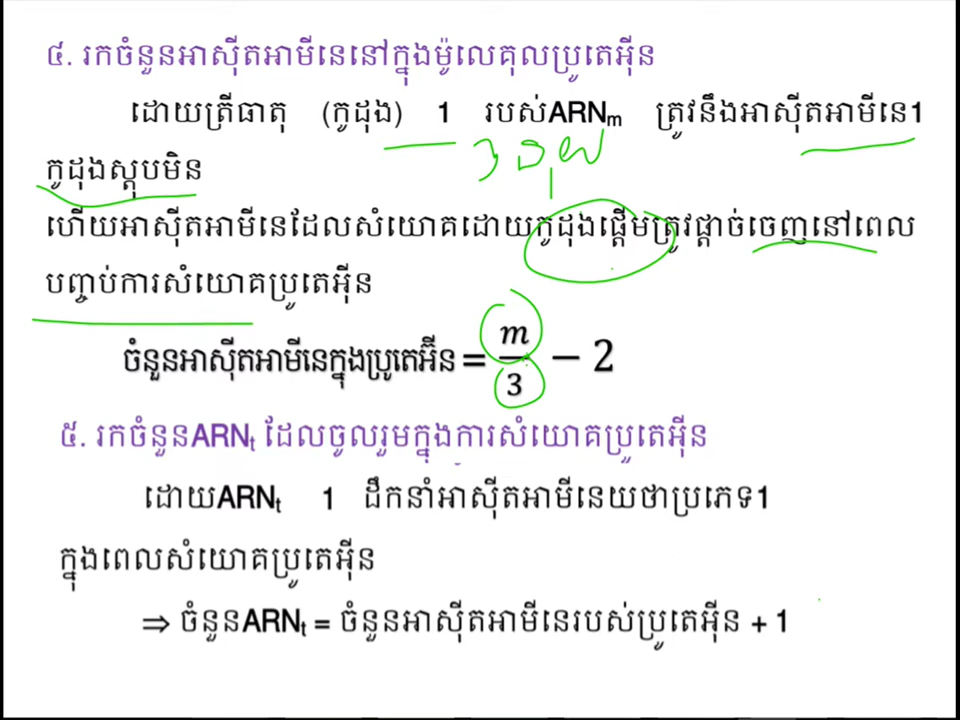 ៤. រកចំនួនអាស៊ីតអាមីនេនៅក្នុងម៉ូលេគុលប្រូតេអ៊ីន
ដោយត្រីធាតុ (កូដុង) 1 របស់ARNm ត្រូវនឹងអាស៊ីតអាមីនេ1
កូដុងស្តុបមិន
ហើយអាស៊ីតអាមីនេដែលសំយោគដោយកូដុងផ្តើមត្រូវផ្តាច់ចេញនៅពេល
បញ្ចប់ការសំយោគប្រូតេអ៊ីន
ចំនួនអាស៊ីតអាមីនេក្នុងប្រូតេអ៊ីន = m/3 − 2
៥. រកចំនួនARNt ដែលចូលរួមក្នុងការសំយោគប្រូតេអ៊ីន
ដោយARNt 1 ដឹកនាំអាស៊ីតអាមីនេយថាប្រភេទ1
ក្នុងពេលសំយោគប្រូតេអ៊ីន
⇒ ចំនួនARNt = ចំនួនអាស៊ីតអាមីនេរបស់ប្រូតេអ៊ីន + 1